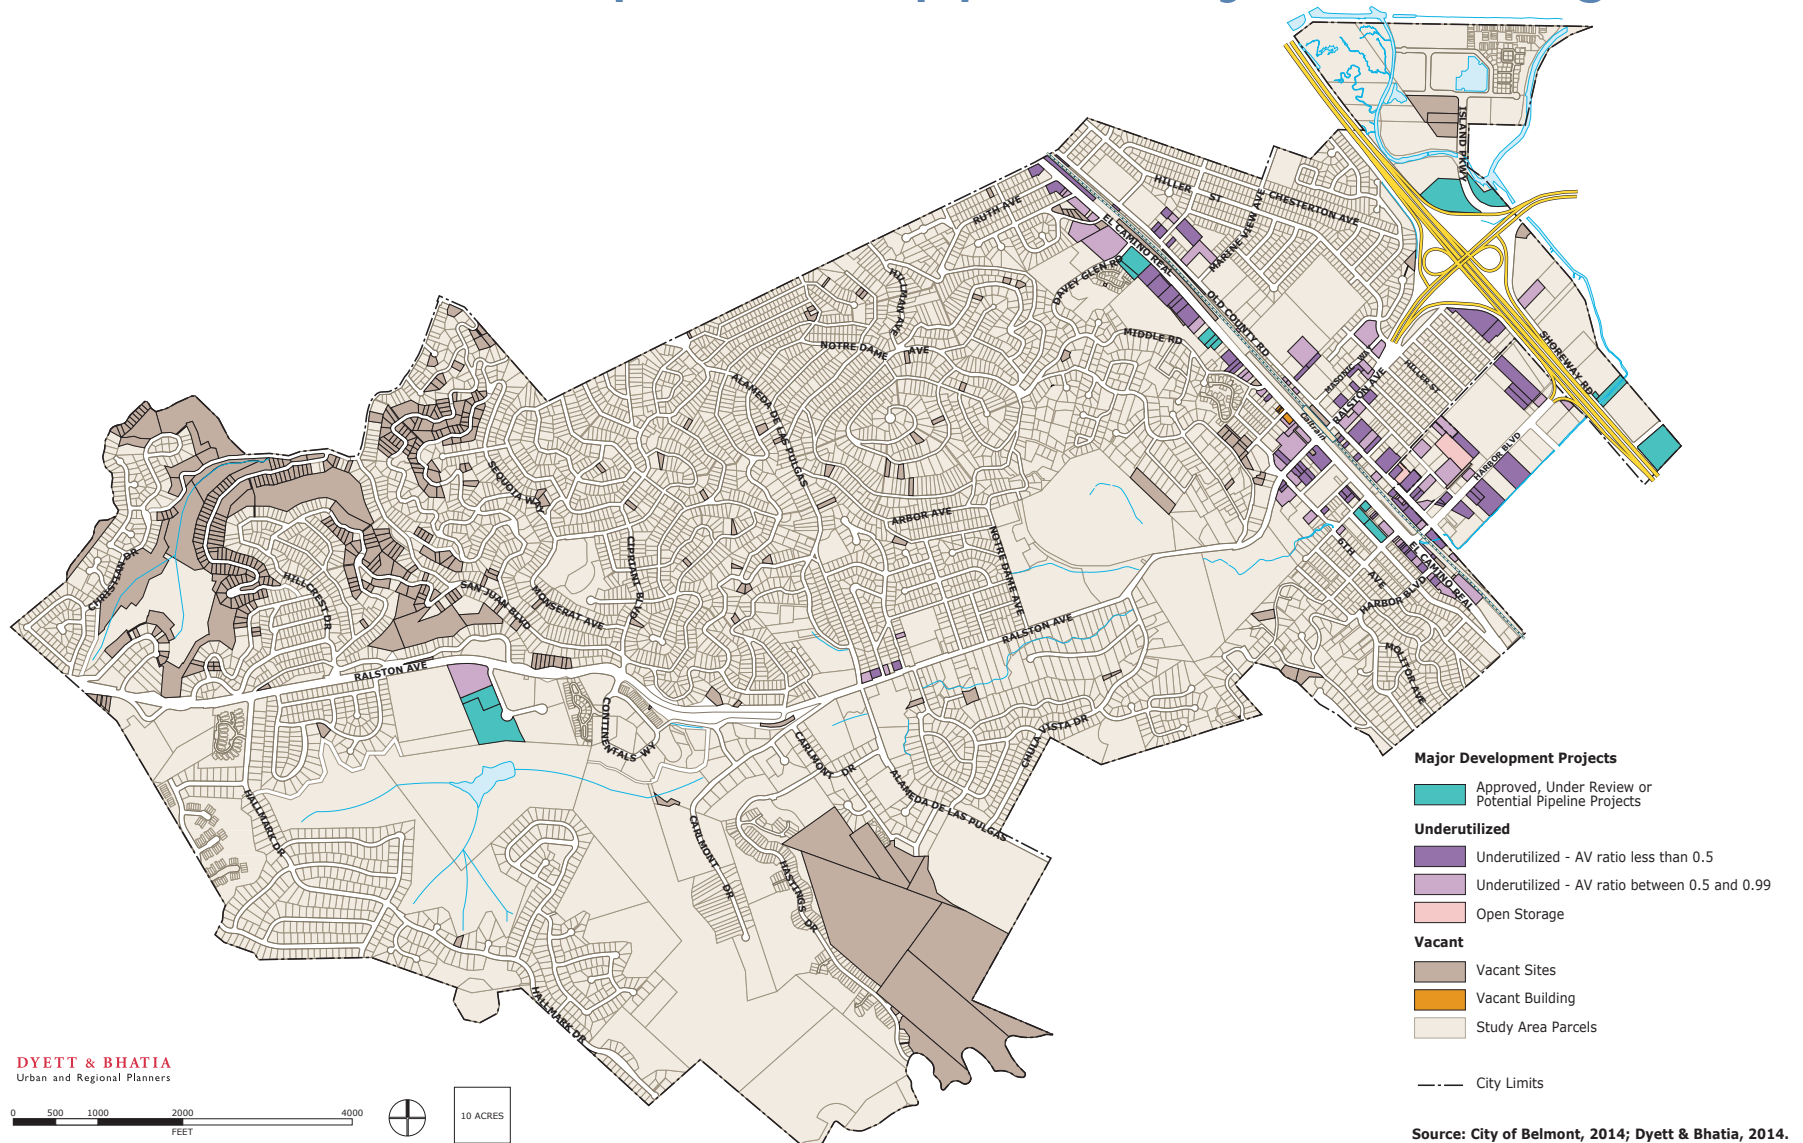 ISLAND PKWY
HILLER ST
CHESTERTON AVE
RUTH AVE
EL CAMINO REAL
MARINE VIEW AVE
DAVEY GLEN RD
HILLMAN AVE
OLD COUNTY RD
MIDDLE RD
NOTRE DAME AVE
SHOREWAY RD
MASONIC WAY
HILLER ST
RALSTON AVE
ALAMEDA DE LAS PULGAS
Caltrain
HARBOR BLVD
SEQUOIA WAY
ARBOR AVE
NOTRE DAME AVE
CIPRIANI BLVD
6TH AVE
EL CAMINO REAL
CHRISTIAN DR
HILLCREST DR
SAN JUAN BLVD
MONSERAT AVE
HARBOR BLVD
RALSTON AVE
MOLITOR AVE
RALSTON AVE
CONTINENTALS WY
CHULA VISTA DR
CARLMONT DR
ALAMEDA DE LAS PULGAS
HALLMARK DR
CARLMONT DR
HASTINGS DR
HALLMARK DR
Major Development Projects
Approved, Under Review or
Potential Pipeline Projects
Underutilized
Underutilized - AV ratio less than 0.5
Underutilized - AV ratio between 0.5 and 0.99
Open Storage
Vacant
Vacant Sites
Vacant Building
Study Area Parcels
City Limits
DYETT & BHATIA
Urban and Regional Planners
0 500 1000 2000 4000
FEET
10 ACRES
Source: City of Belmont, 2014; Dyett & Bhatia, 2014.